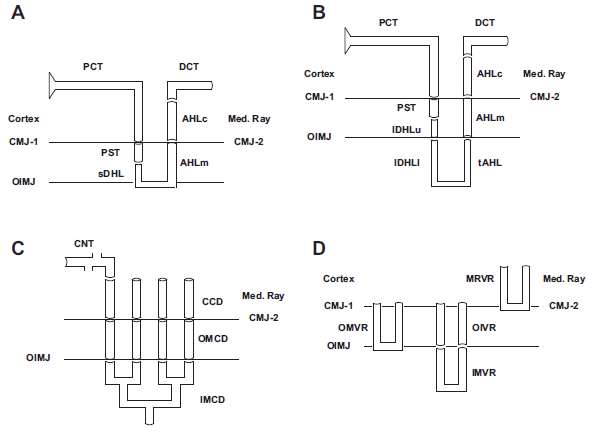 A
PCT
DCT
Cortex
AHLc
Med. Ray
CMJ-1
CMJ-2
PST
AHLm
sDHL
OIMJ
B
PCT
DCT
Cortex
AHLc
Med. Ray
CMJ-1
CMJ-2
PST
AHLm
IDHLu
OIMJ
IDHLI
tAHL
C
CNT
CCD
Med. Ray
CMJ-2
OMCD
OIMJ
IMCD
D
Cortex
MRVR
Med. Ray
CMJ-1
CMJ-2
OMVR
OIVR
OIMJ
IMVR